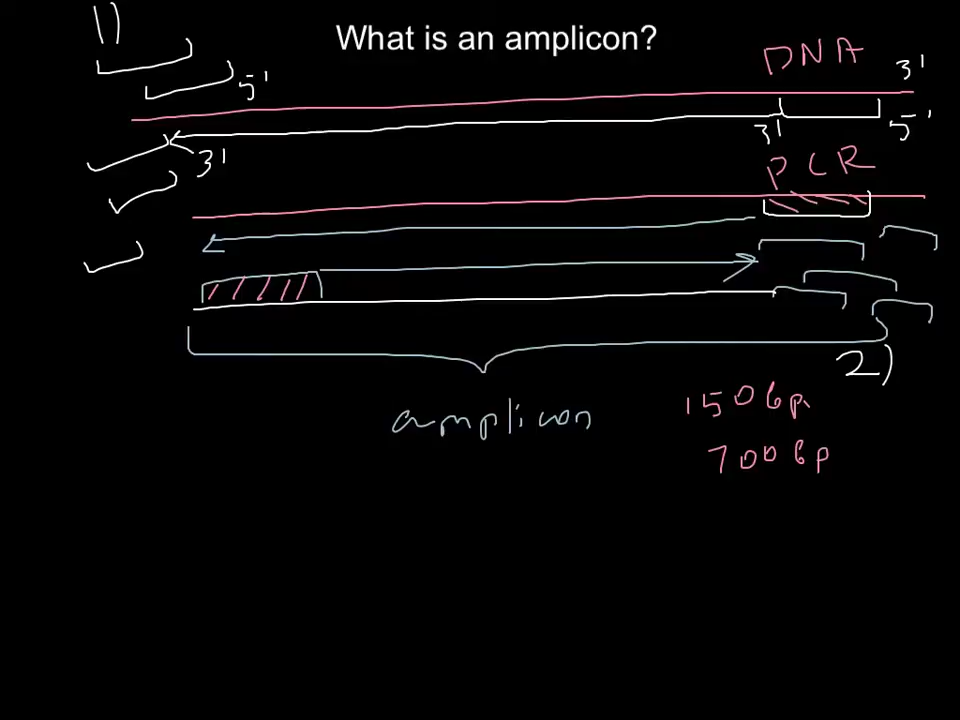 1)
What is an amplicon?
DNA
3'
5'
3'
5'
3'
PCR
2)
150bp
amplicon
700bp